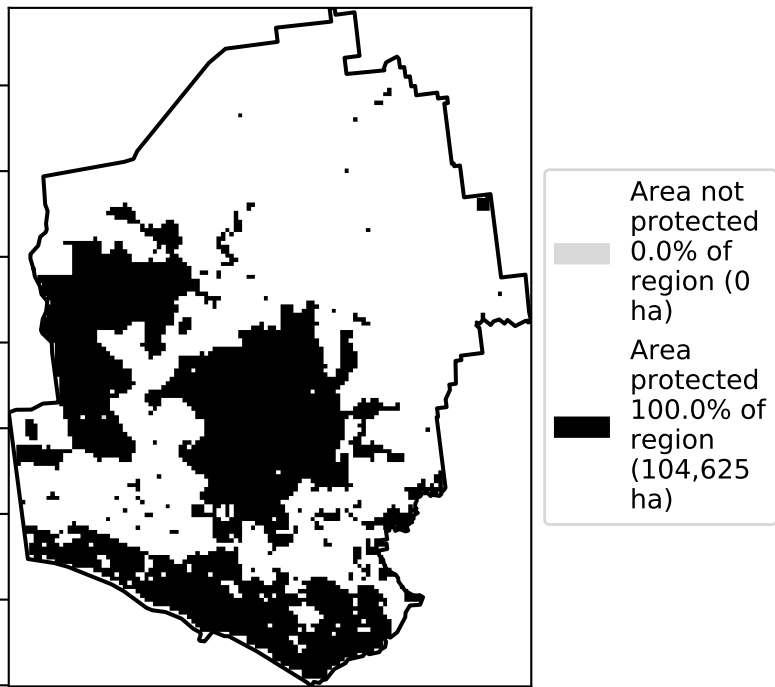 Area not
protected
0.0% of
region (0
ha)
Area
protected
100.0% of
region
(104,625
ha)